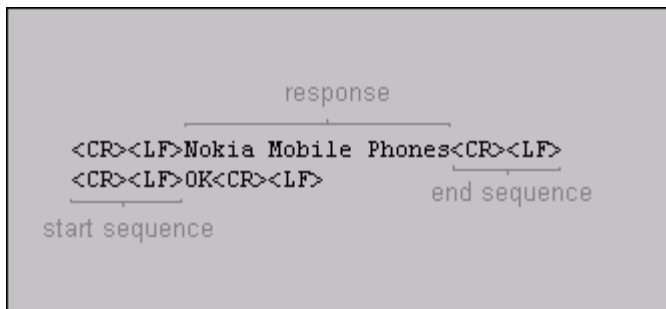 response
<CR><LF>Nokia Mobile Phones<CR><LF>
<CR><LF>OK<CR><LF>
end sequence
start sequence